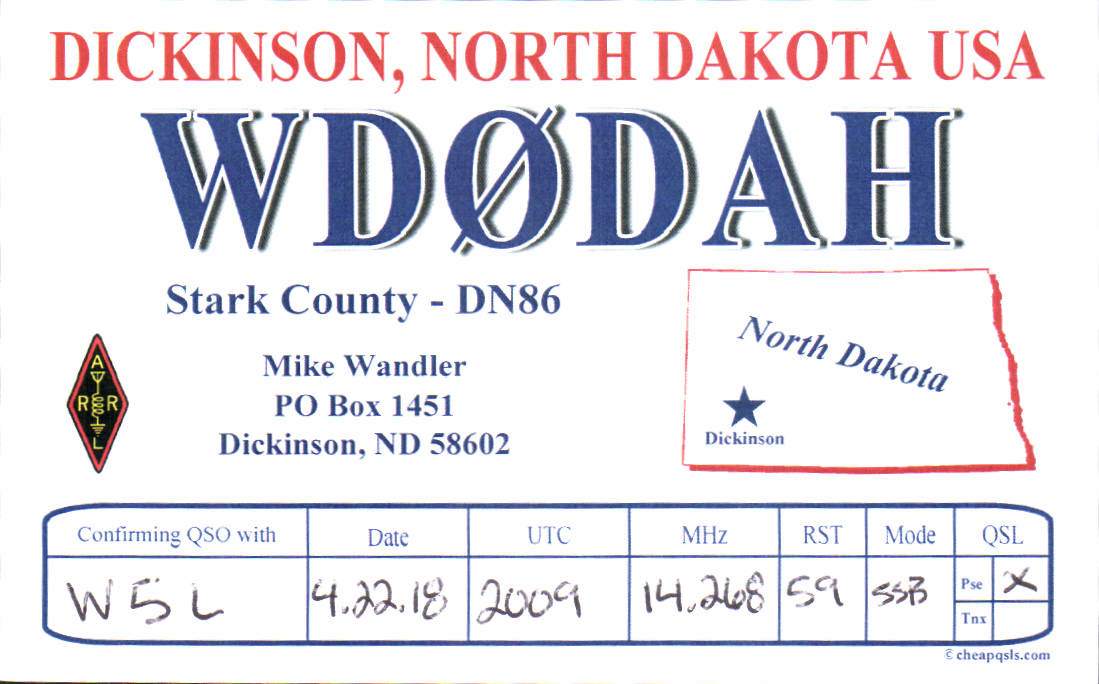 DICKINSON, NORTH DAKOTA USA
WDØDAH
Stark County - DN86
North Dakota
Dickinson
A
R R
L
Mike Wandler
PO Box 1451
Dickinson, ND 58602
Confirming QSO with Date UTC MHz RST Mode QSL
W5L 4.22.18 2009 14.268 59 SSB Pse X
Tnx
© cheapqsls.com